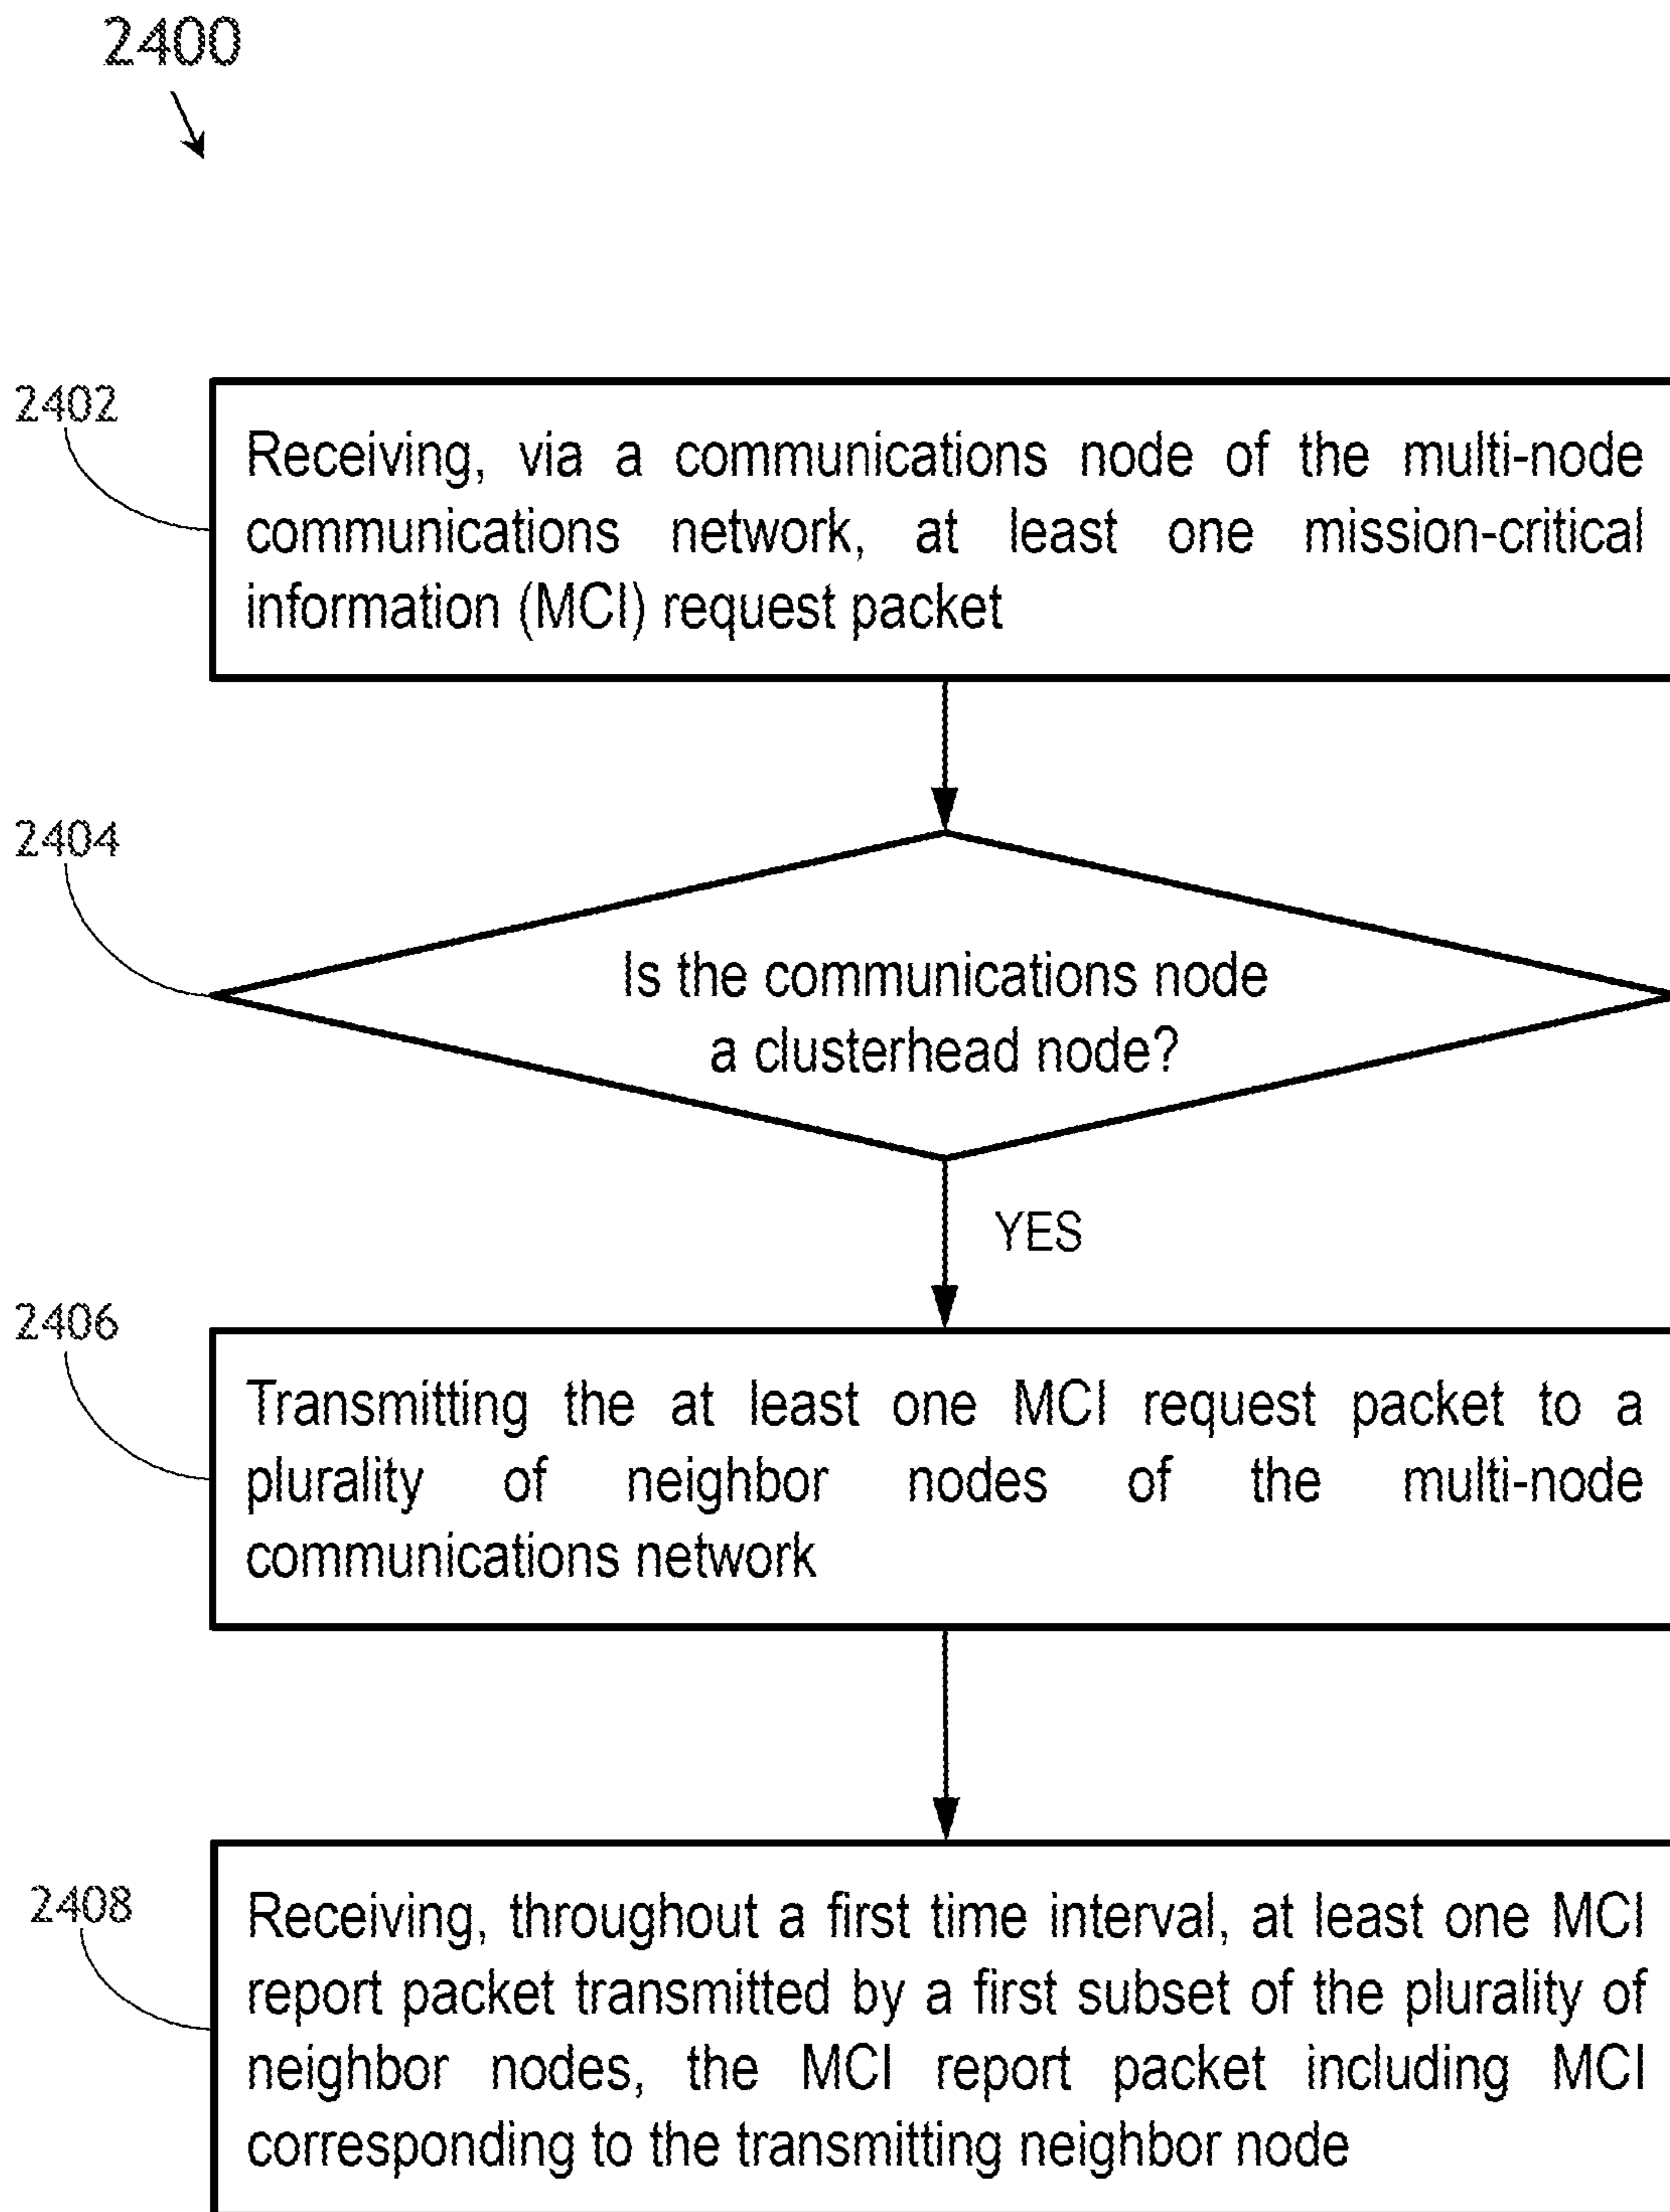 2400
2402
Receiving, via a communications node of the multi-node
communications network, at least one mission-critical
information (MCI) request packet
2404
Is the communications node
a clusterhead node?
YES
2406
Transmitting the at least one MCI request packet to a
plurality of neighbor nodes of the multi-node
communications network
2408
Receiving, throughout a first time interval, at least one MCI
report packet transmitted by a first subset of the plurality of
neighbor nodes, the MCI report packet including MCI
corresponding to the transmitting neighbor node